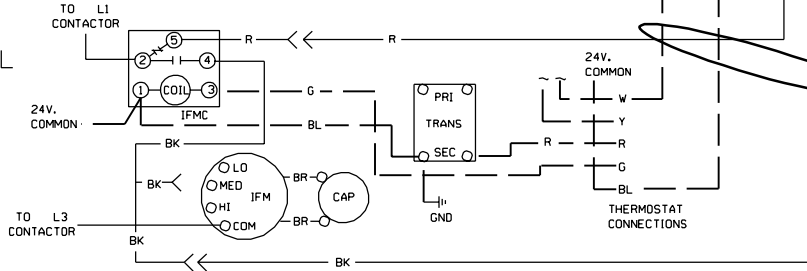 TO L1
CONTACTOR
5
R
R
2
4
24V.
COMMON
1
COIL
3
G
PRI
W
24V.
COMMON
IFMC
TRANS
Y
BL
BK
SEC
R
R
LO
G
BK
MED
BR
IFM
CAP
BL
HI
GND
TO L3
CONTACTOR
COM
BR
THERMOSTAT
CONNECTIONS
BK
BK